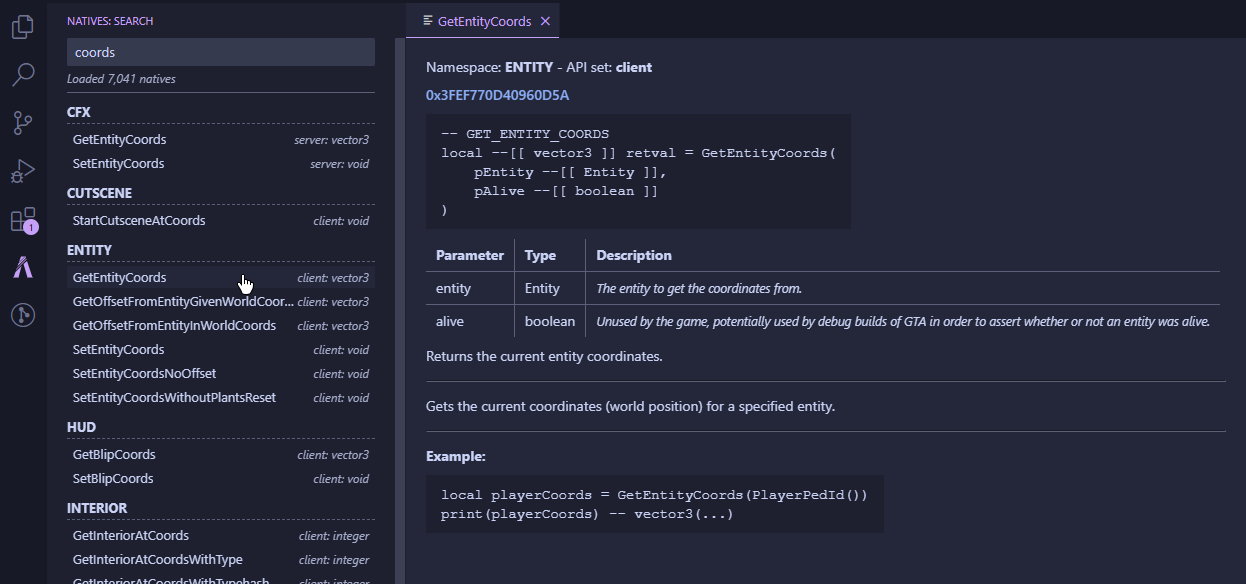 NATIVES: SEARCH
coords
Loaded 7,041 natives
CFX
GetEntityCoords server: vector3
SetEntityCoords server: void
CUTSCENE
StartCutsceneAtCoords client: void
ENTITY
GetEntityCoords client: vector3
GetOffsetFromEntityGivenWorldCoor... client: vector3
GetOffsetFromEntityInWorldCoords client: vector3
SetEntityCoords client: void
SetEntityCoordsNoOffset client: void
SetEntityCoordsWithoutPlantsReset client: void
HUD
GetBlipCoords client: vector3
SetBlipCoords client: void
INTERIOR
GetInteriorAtCoords client: integer
GetInteriorAtCoordsWithType client: integer
GetInteriorAtCoordsWithTypehash client: integer
1
GetEntityCoords
Namespace: ENTITY - API set: client
0x3FEF770D40960D5A
-- GET_ENTITY_COORDS
local --[[ vector3 ]] retval = GetEntityCoords(
pEntity --[[ Entity ]],
pAlive --[[ boolean ]]
)
Parameter Type Description
entity Entity The entity to get the coordinates from.
alive boolean Unused by the game, potentially used by debug builds of GTA in order to assert whether or not an entity was alive.
Returns the current entity coordinates.
Gets the current coordinates (world position) for a specified entity.
Example:
local playerCoords = GetEntityCoords(PlayerPedId())
print(playerCoords) -- vector3(...)